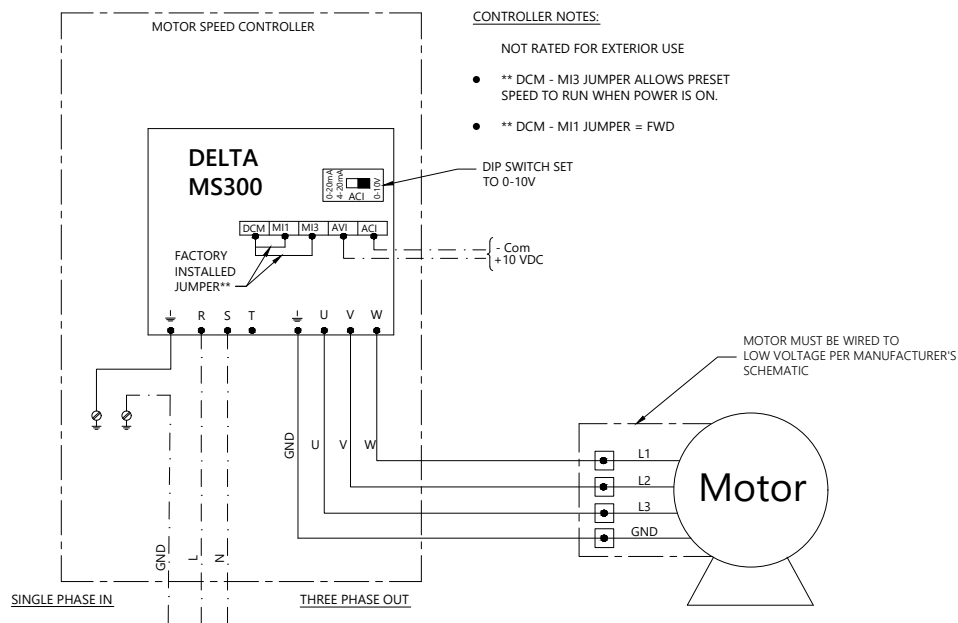 MOTOR SPEED CONTROLLER
CONTROLLER NOTES:
NOT RATED FOR EXTERIOR USE
● ** DCM - MI3 JUMPER ALLOWS PRESET
SPEED TO RUN WHEN POWER IS ON.
● ** DCM - MI1 JUMPER = FWD
DELTA
MS300
0-20mA
4-20mA
ACI
0-10V
DIP SWITCH SET
TO 0-10V
DCM MI1 MI3 AVI ACI
FACTORY
INSTALLED
JUMPER**
- Com
+10 VDC
R S T U V W
MOTOR MUST BE WIRED TO
LOW VOLTAGE PER MANUFACTURER'S
SCHEMATIC
GND U V W
L1
L2
L3
GND
Motor
GND L N
SINGLE PHASE IN
THREE PHASE OUT